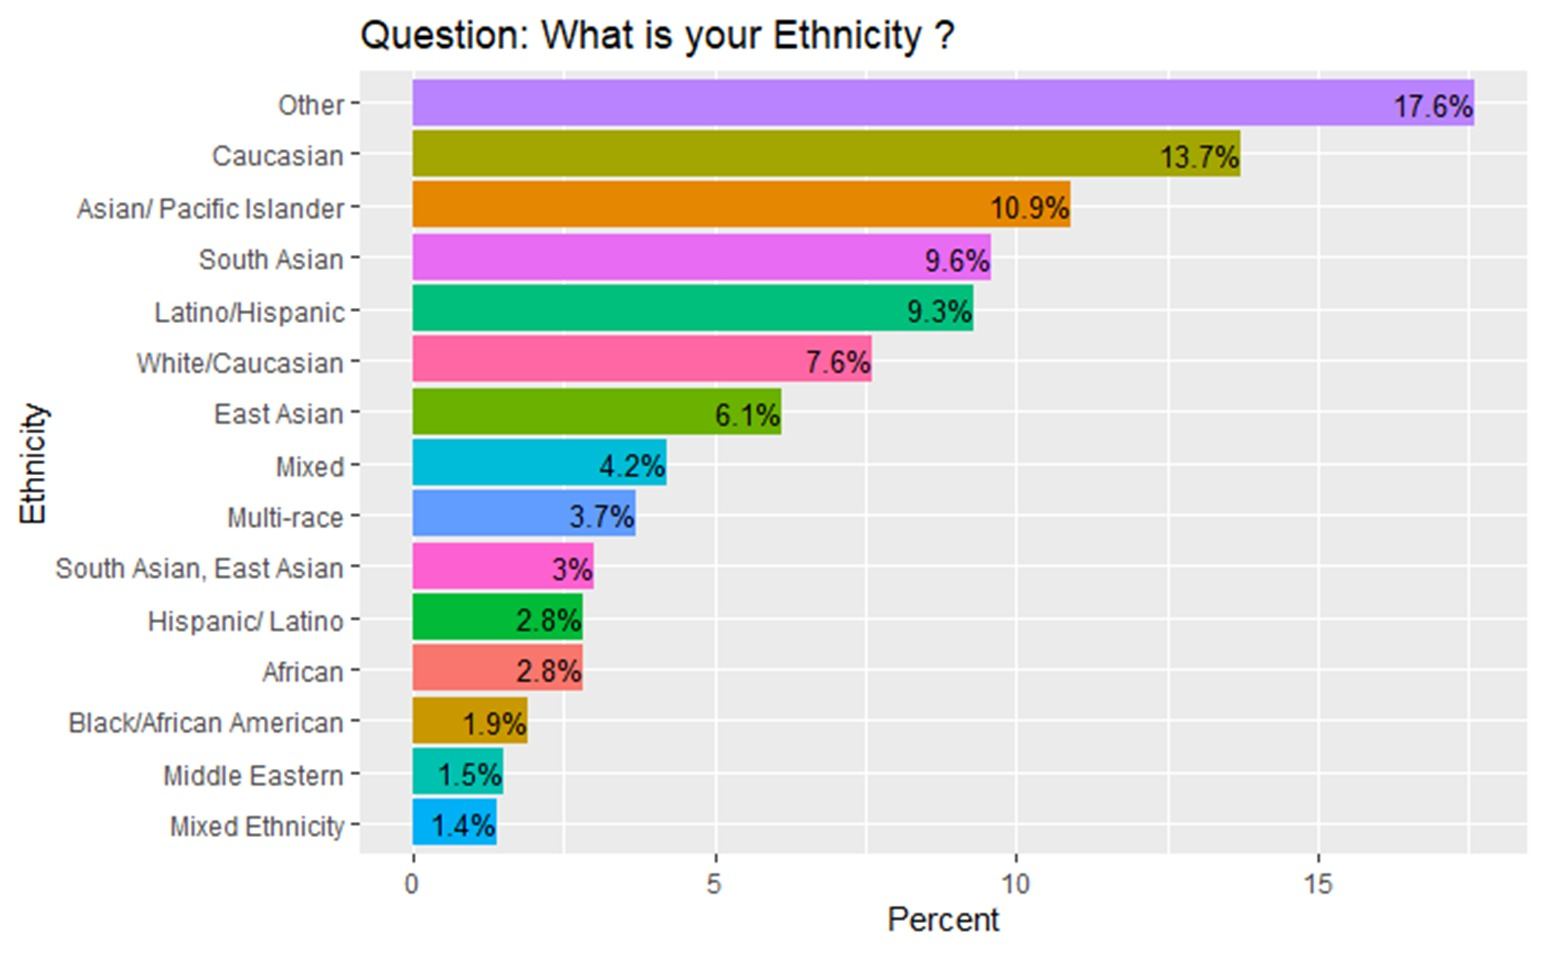 Question: What is your Ethnicity ?
Ethnicity
Other 17.6%
Caucasian 13.7%
Asian/ Pacific Islander 10.9%
South Asian 9.6%
Latino/Hispanic 9.3%
White/Caucasian 7.6%
East Asian 6.1%
Mixed 4.2%
Multi-race 3.7%
South Asian, East Asian 3%
Hispanic/ Latino 2.8%
African 2.8%
Black/African American 1.9%
Middle Eastern 1.5%
Mixed Ethnicity 1.4%
0 5 10 15
Percent